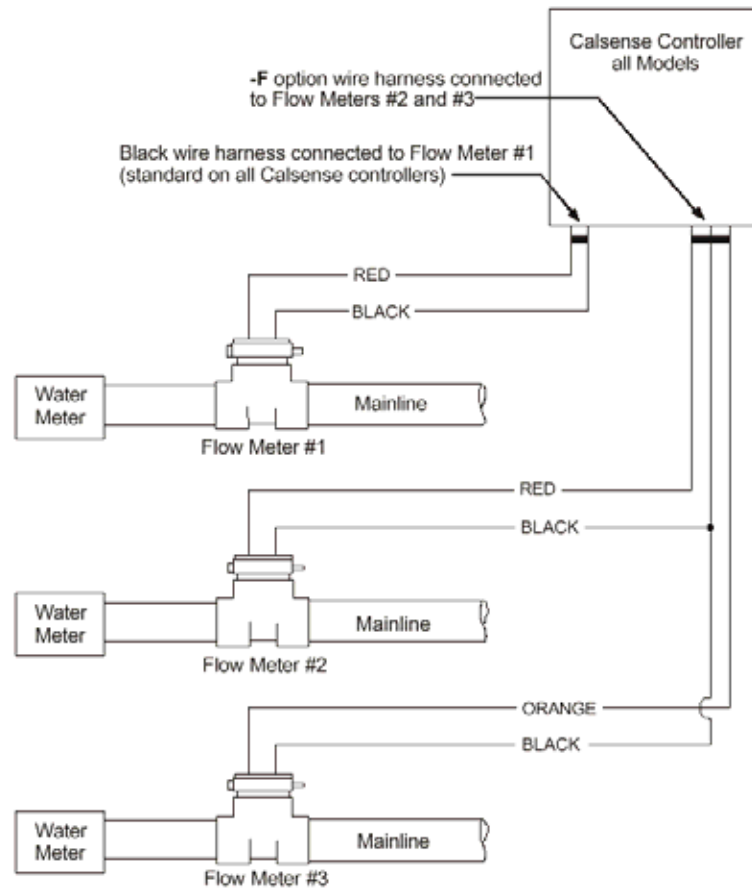 Calsense Controller
all Models
-F option wire harness connected
to Flow Meters #2 and #3
Black wire harness connected to Flow Meter #1
(standard on all Calsense controllers)
RED
BLACK
Water
Meter
Mainline
Flow Meter #1
RED
BLACK
Water
Meter
Mainline
Flow Meter #2
ORANGE
BLACK
Water
Meter
Mainline
Flow Meter #3